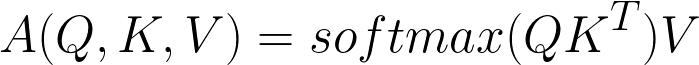 A(Q, K, V) = softmax(QK^T)V